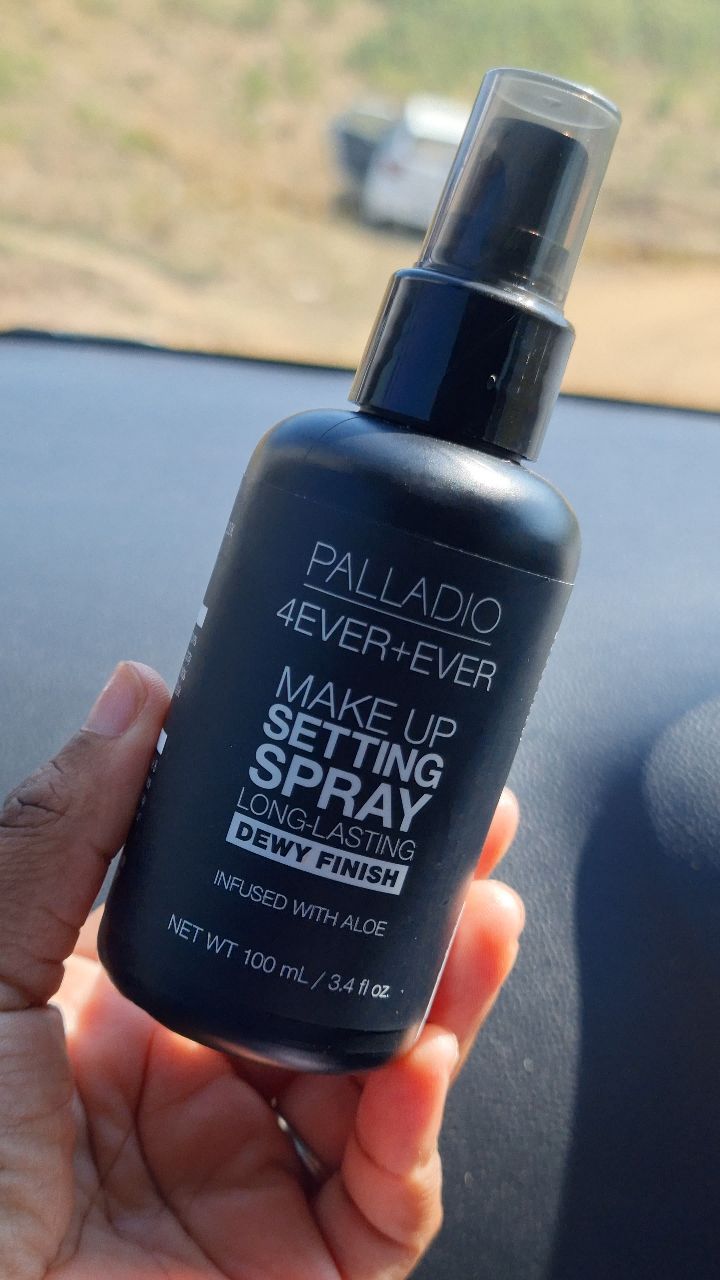 PALLADIO
4EVER+EVER
MAKE UP
SETTING
SPRAY
LONG-LASTING
DEWY FINISH
INFUSED WITH ALOE
NET WT 100 mL / 3.4 fl oz.